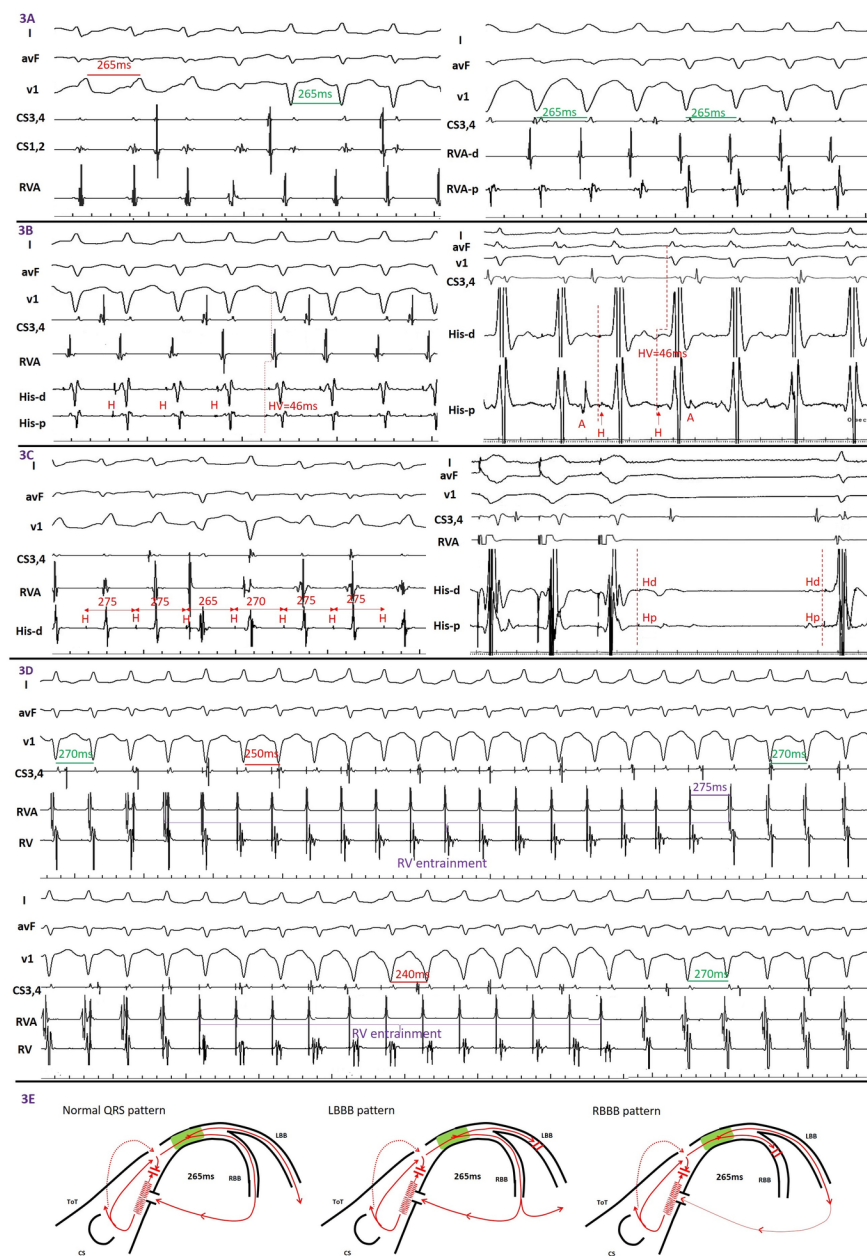 3A
I
avF
265ms
v1
265ms
CS3,4
CS1,2
RVA
I
avF
v1
265ms
265ms
CS3,4
RVA-d
RVA-p
3B
I
avF
v1
CS3,4
RVA
His-d
H
H
H
HV=46ms
His-p
I
avF
v1
CS3,4
His-d
HV=46ms
His-p
A
H
H
A
3C
I
avF
v1
CS3,4
RVA
275
275
265
270
275
275
H
H
H
H
H
H
H
His-d
I
avF
v1
CS3,4
RVA
His-d
Hd
Hd
His-p
Hp
Hp
3D
I
avF
v1
270ms
250ms
270ms
CS3,4
275ms
RVA
RV
RV entrainment
I
avF
v1
240ms
270ms
CS3,4
RVA
RV entrainment
RV
3E
Normal QRS pattern
LBBB pattern
RBBB pattern
LBB
265ms
RBB
ToT
CS
LBB
265ms
RBB
ToT
CS
LBB
265ms
RBB
ToT
CS